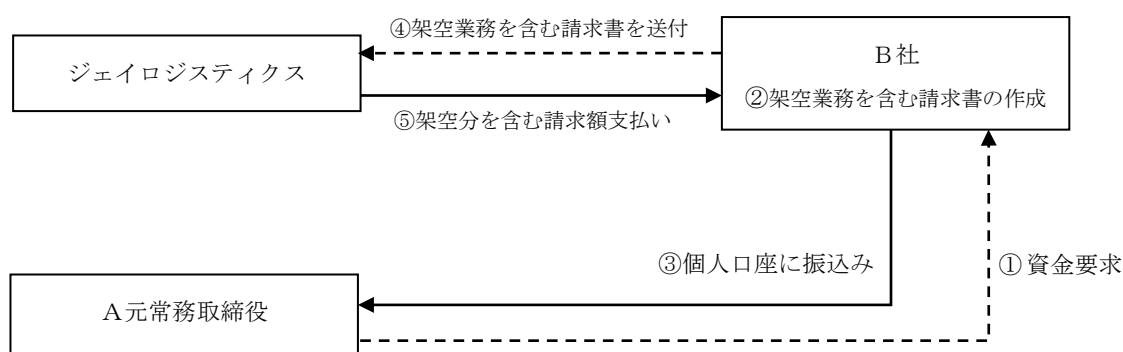 ④架空業務を含む請求書を送付
ジェイロジスティクス
B社
②架空業務を含む請求書の作成
⑤架空分を含む請求額支払い
③個人口座に振込み
①資金要求
A元常務取締役